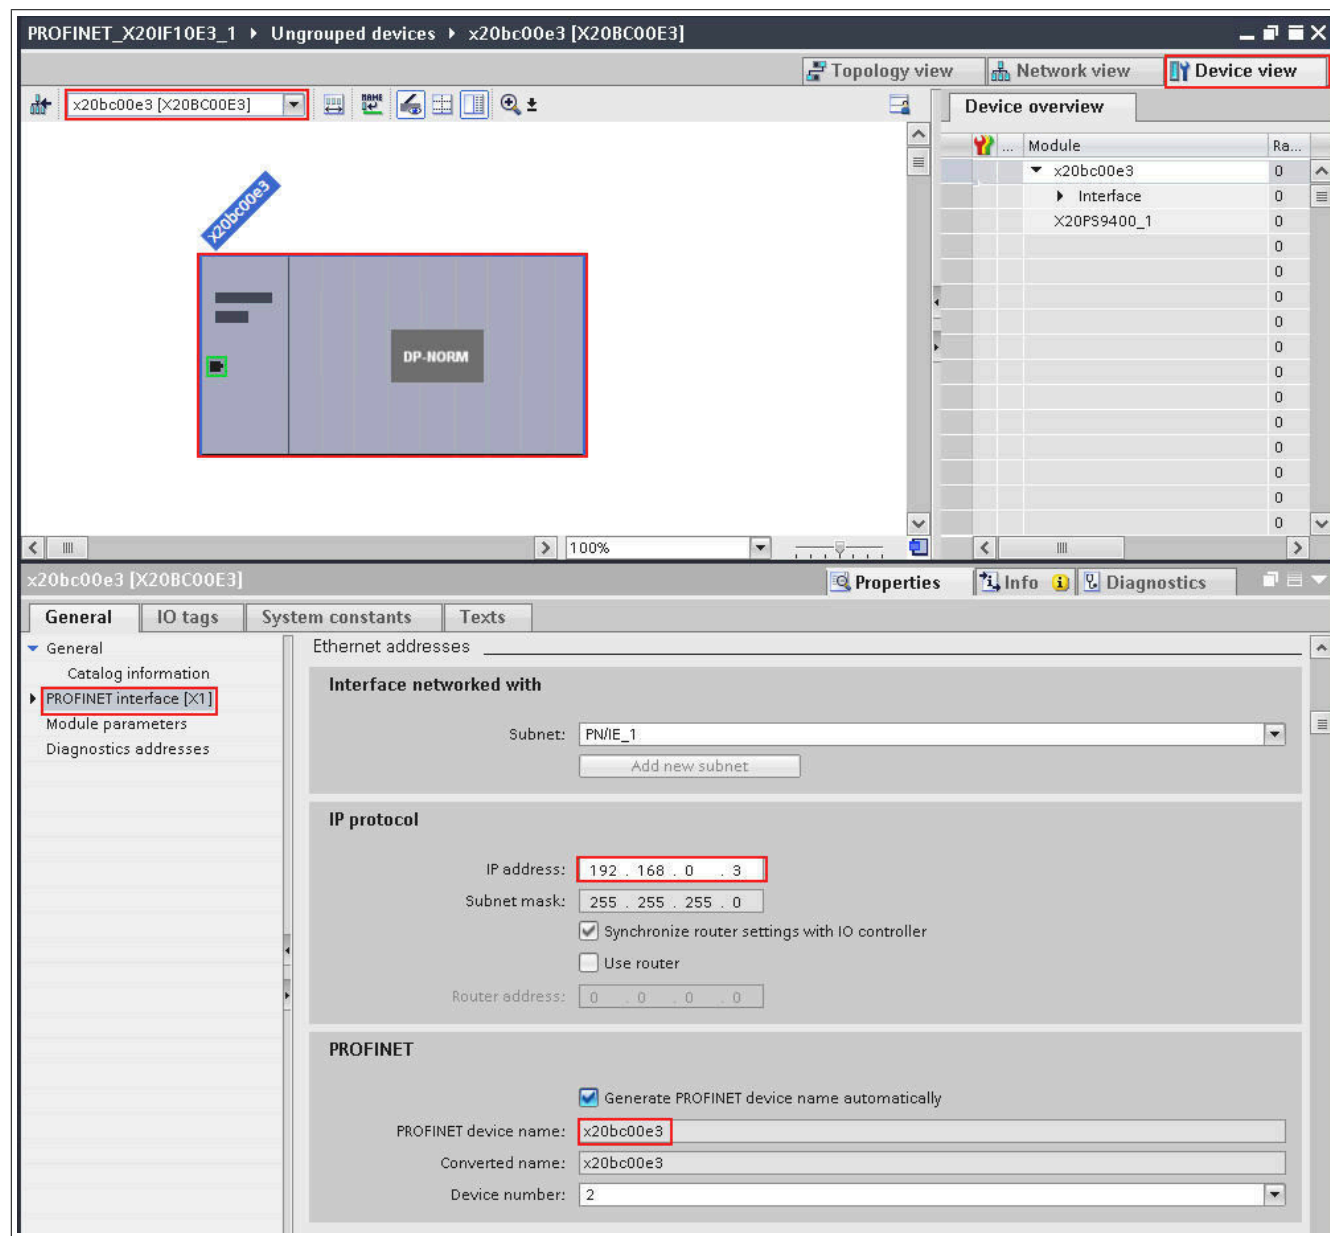 PROFINET_X20IF10E3_1 ▸ Ungrouped devices ▸ x20bc00e3 [X20BC00E3]
Topology view Network view Device view
x20bc00e3 [X20BC00E3] NAME
Device overview
... Module Ra...
x20bc00e3 0
Interface 0
X20PS9400_1 0
0
0
0
0
0
0
0
0
0
0
0
0
x20bc00e3
DP-NORM
100%
x20bc00e3 [X20BC00E3]
Properties Info Diagnostics
General IO tags System constants Texts
General
Catalog information
PROFINET interface [X1]
Module parameters
Diagnostics addresses
Ethernet addresses
Interface networked with
Subnet: PN/IE_1
Add new subnet
IP protocol
IP address: 192 . 168 . 0 . 3
Subnet mask: 255 . 255 . 255 . 0
Synchronize router settings with IO controller
Use router
Router address: 0 . 0 . 0 . 0
PROFINET
Generate PROFINET device name automatically
PROFINET device name: x20bc00e3
Converted name: x20bc00e3
Device number: 2